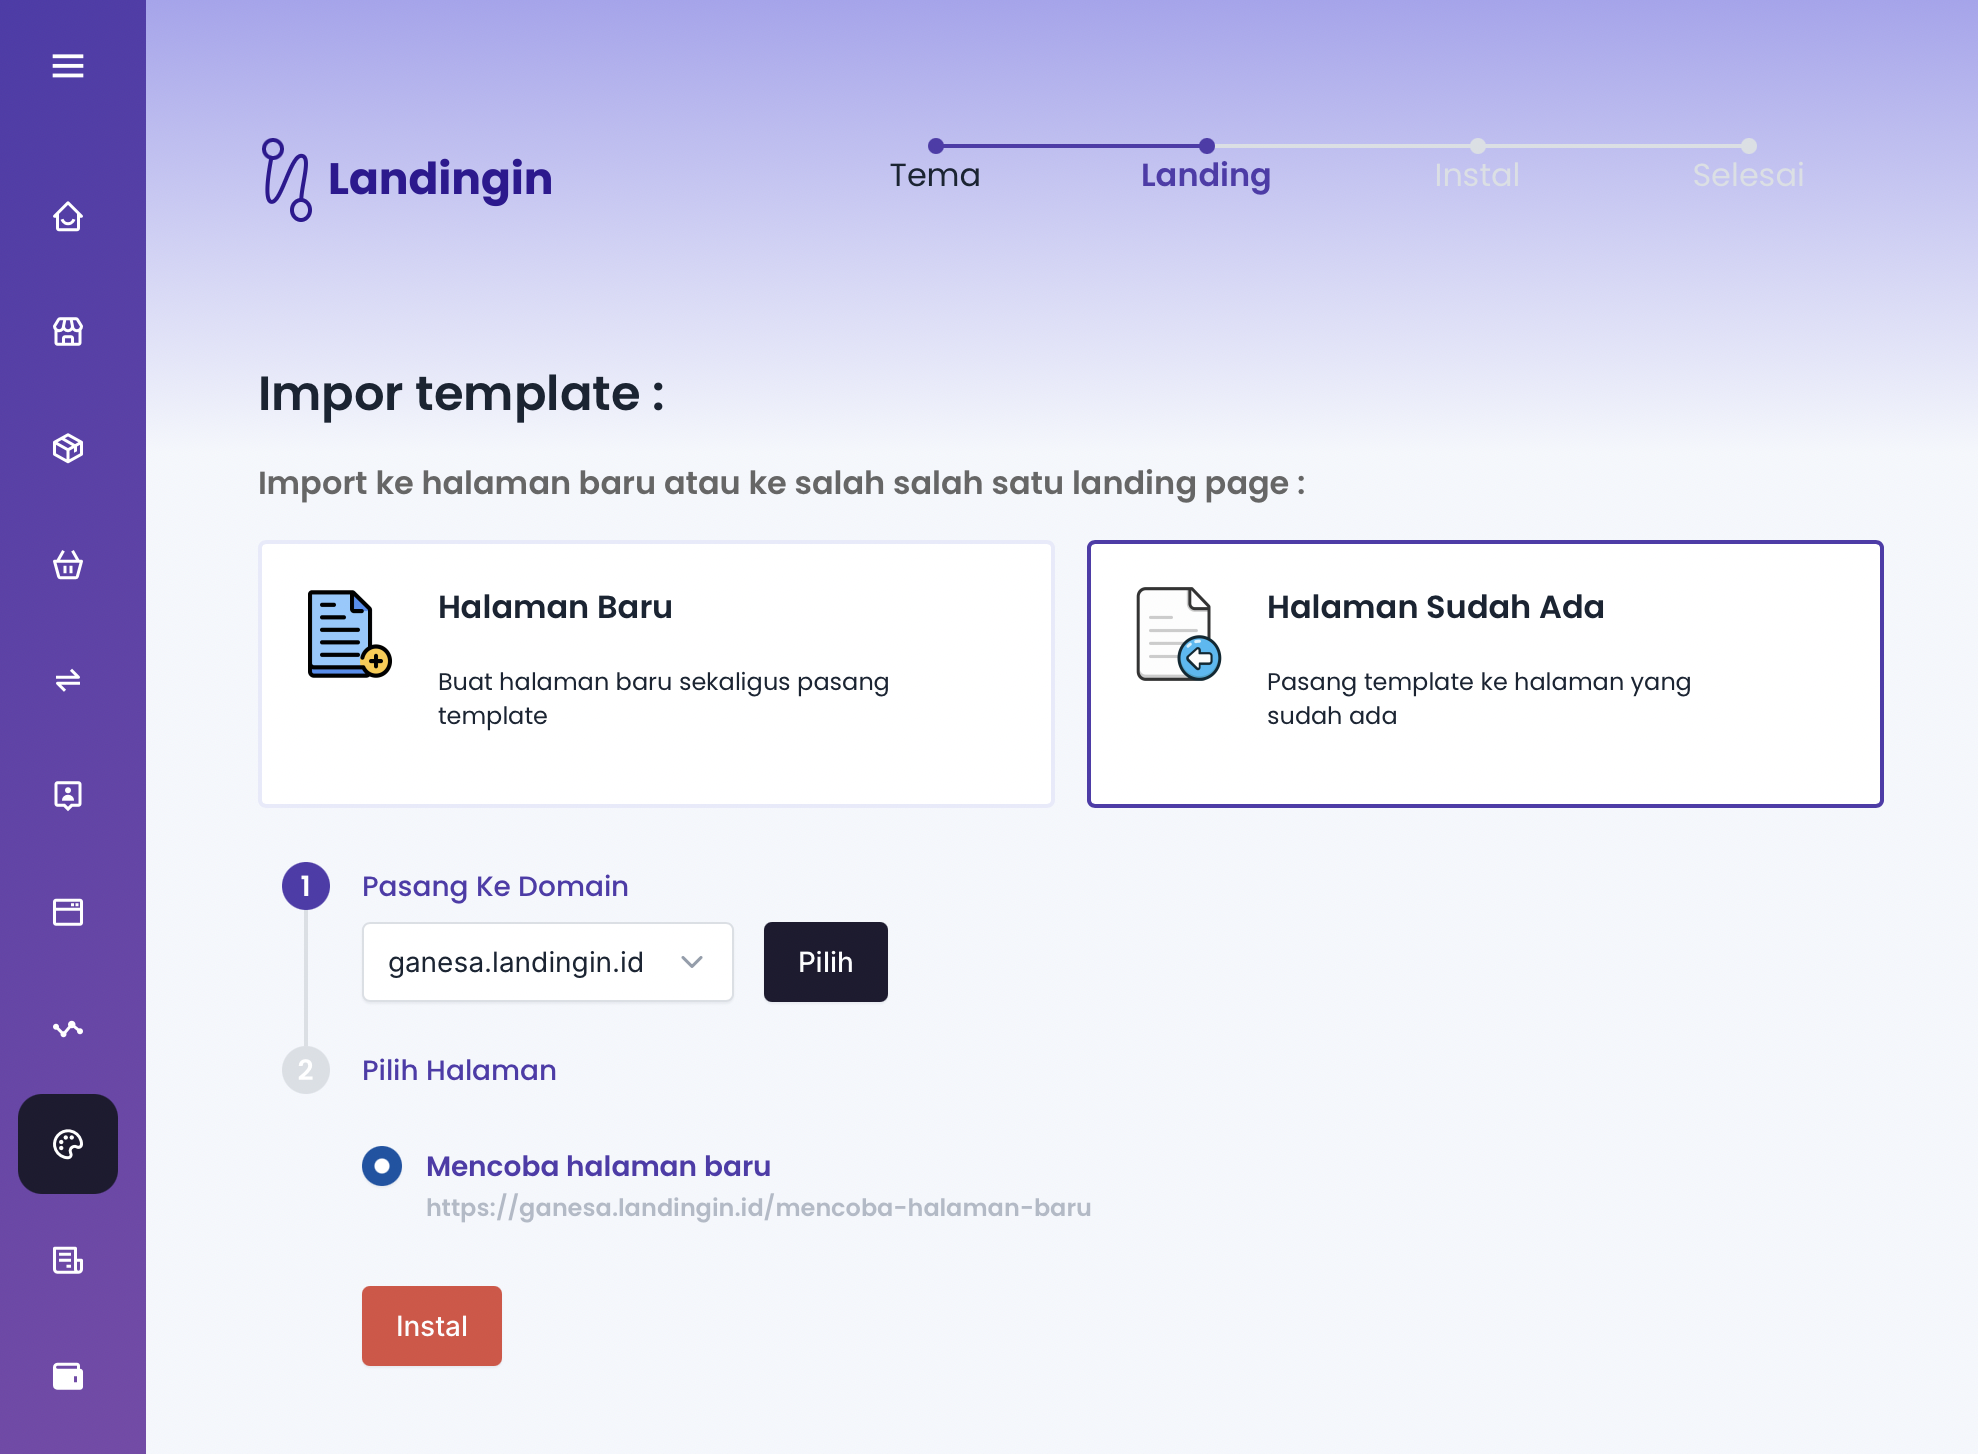 Landingin
Tema
Landing
Instal
Selesai
Impor template :
Import ke halaman baru atau ke salah salah satu landing page :
Halaman Baru
Buat halaman baru sekaligus pasang
template
Halaman Sudah Ada
Pasang template ke halaman yang
sudah ada
1
Pasang Ke Domain
ganesa.landingin.id
Pilih
2
Pilih Halaman
Mencoba halaman baru
https://ganesa.landingin.id/mencoba-halaman-baru
Instal